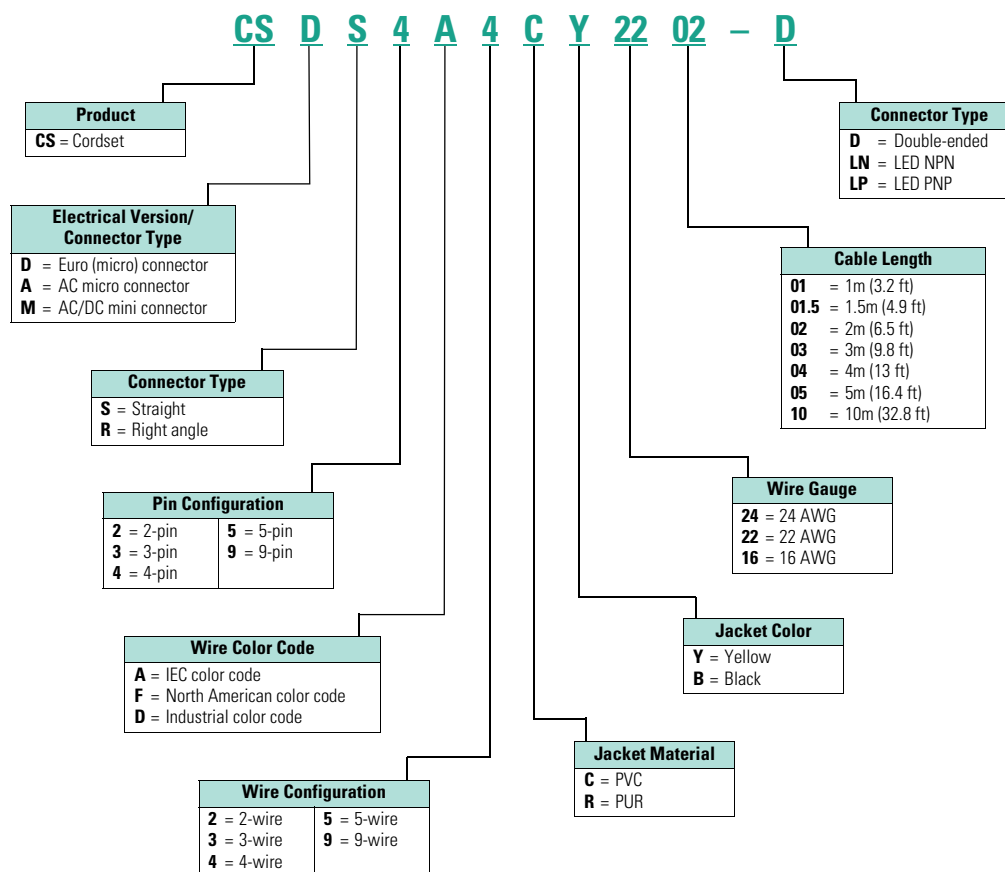 CS D S 4 A 4 C Y 22 02 – D
Product
CS = Cordset
Connector Type
D = Double-ended
LN = LED NPN
LP = LED PNP
Electrical Version/
Connector Type
D = Euro (micro) connector
A = AC micro connector
M = AC/DC mini connector
Cable Length
01 = 1m (3.2 ft)
01.5 = 1.5m (4.9 ft)
02 = 2m (6.5 ft)
03 = 3m (9.8 ft)
04 = 4m (13 ft)
05 = 5m (16.4 ft)
10 = 10m (32.8 ft)
Connector Type
S = Straight
R = Right angle
Pin Configuration
2 = 2-pin
3 = 3-pin
4 = 4-pin
5 = 5-pin
9 = 9-pin
Wire Gauge
24 = 24 AWG
22 = 22 AWG
16 = 16 AWG
Wire Color Code
A = IEC color code
F = North American color code
D = Industrial color code
Jacket Color
Y = Yellow
B = Black
Jacket Material
C = PVC
R = PUR
Wire Configuration
2 = 2-wire
3 = 3-wire
4 = 4-wire
5 = 5-wire
9 = 9-wire